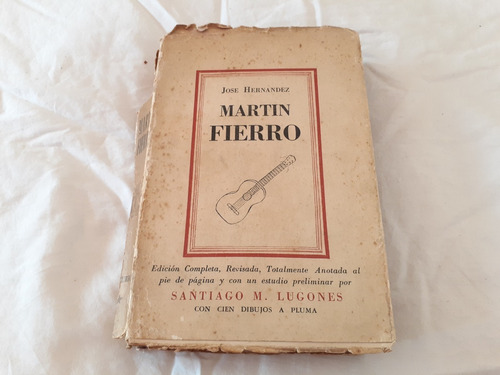 JOSE HERNANDEZ
MARTIN
FIERRO
Edición Completa, Revisada, Totalmente Anotada al
pie de página y con un estudio preliminar por
SANTIAGO M. LUGONES
CON CIEN DIBUJOS A PLUMA